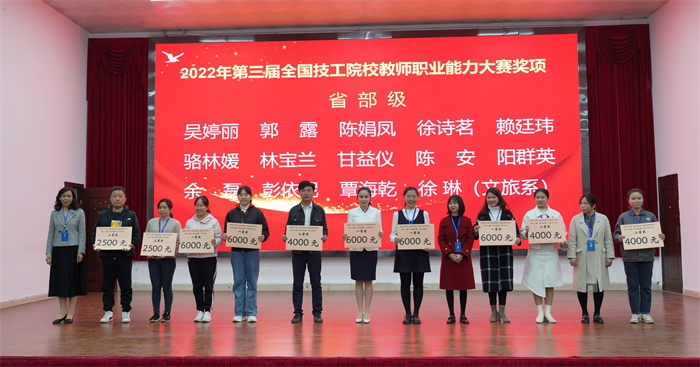 2022年第三届全国技工院校教师职业能力大赛奖项
省部级
吴婷丽 郭 露 陈娟凤 徐诗茗 赖廷玮
骆林媛 林宝兰 甘益仪 陈 安 阳群英
余 磊 彭依 覃海乾 徐 琳（文旅系）
2500元
2500元
6000元
6000元
4000元
6000元
6000元
6000元
4000元
4000元